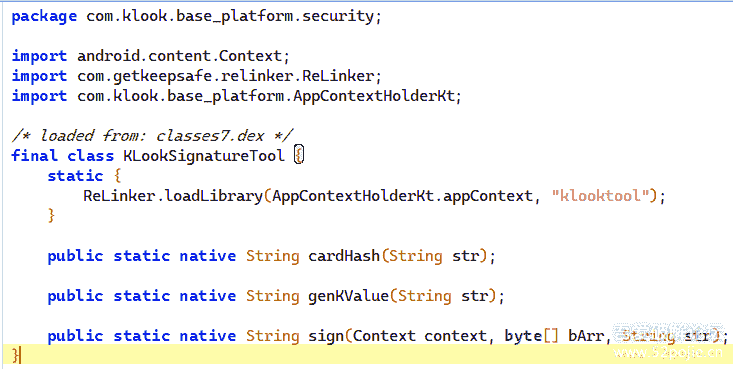 package com.klook.base_platform.security;
import android.content.Context;
import com.getkeepsafe.relinker.ReLinker;
import com.klook.base_platform.AppContextHolderKt;
/* loaded from: classes7.dex */
final class KLookSignatureTool {
static {
ReLinker.loadLibrary(AppContextHolderKt.appContext, "klooktool");
}
public static native String cardHash(String str);
public static native String genKValue(String str);
public static native String sign(Context context, byte[] bArr, String str);
}